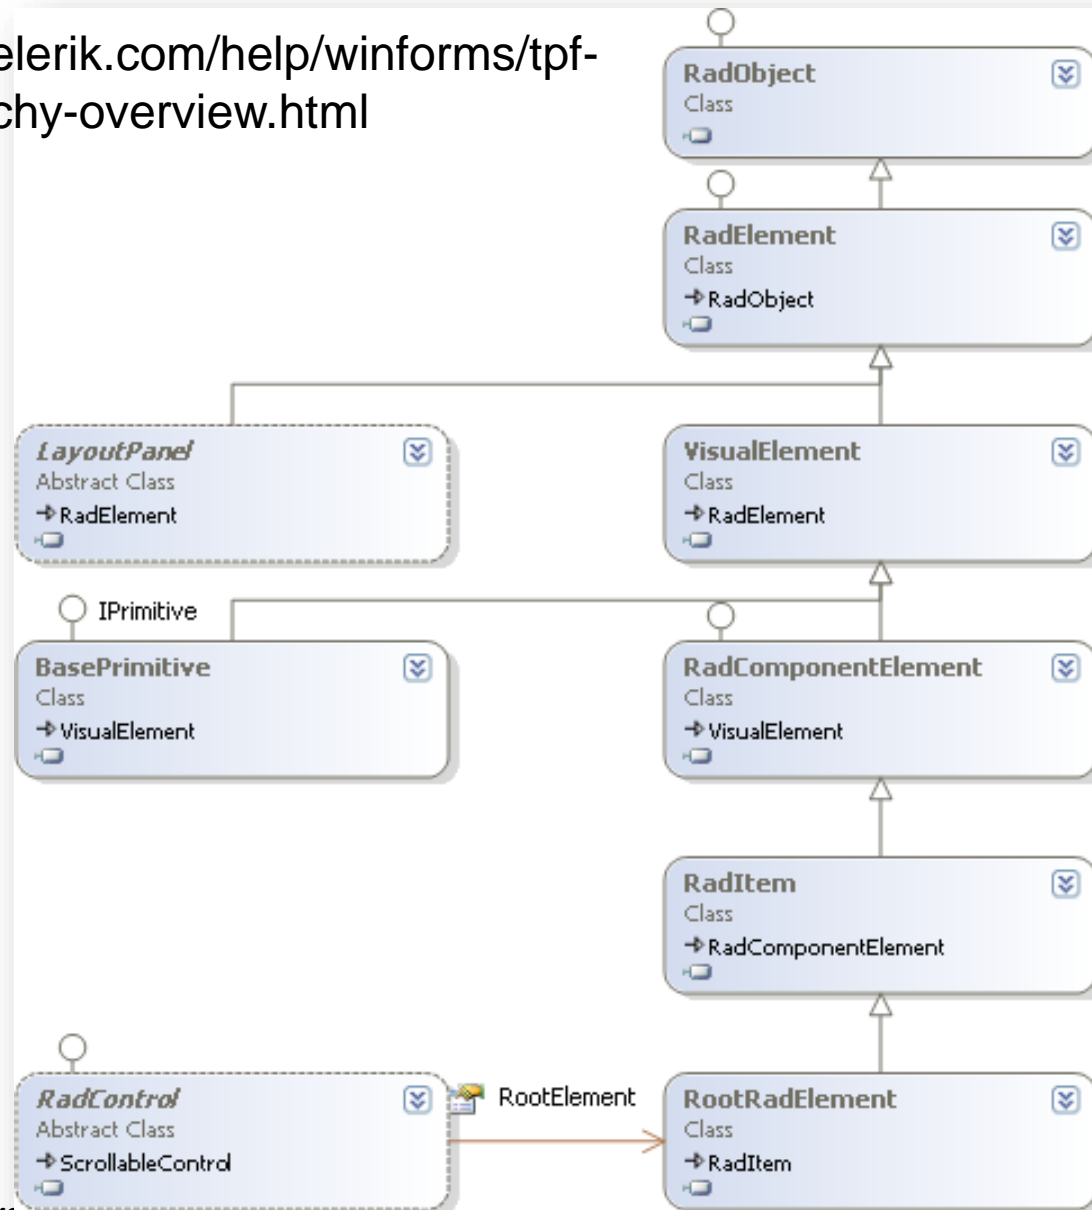 elerik.com/help/winforms/tpf-
chy-overview.html
RadObject
Class
RadElement
Class
RadObject
LayoutPanel
Abstract Class
RadElement
VisualElement
Class
RadElement
IPrimitive
BasePrimitive
Class
VisualElement
RadComponentElement
Class
VisualElement
RadItem
Class
RadComponentElement
RadControl
Abstract Class
ScrollableControl
RootElement
RootRadElement
Class
RadItem